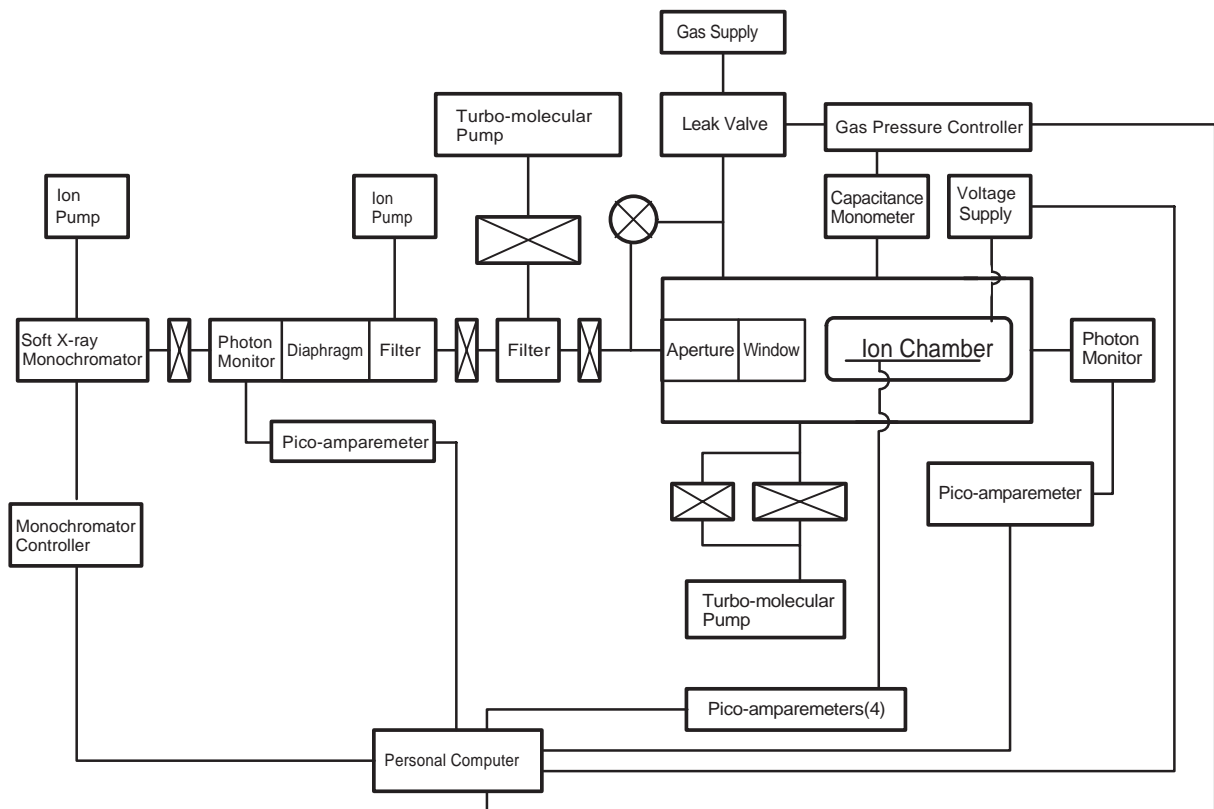 Gas Supply
Turbo-molecular
Pump
Leak Valve
Gas Pressure Controller
Ion
Pump
Ion
Pump
Capacitance
Monometer
Voltage
Supply
Soft X-ray
Monochromator
Photon
Monitor
Diaphragm
Filter
Filter
Aperture
Window
Ion Chamber
Photon
Monitor
Pico-amparemeter
Pico-amparemeter
Monochromator
Controller
Turbo-molecular
Pump
Pico-amparemeters(4)
Personal Computer